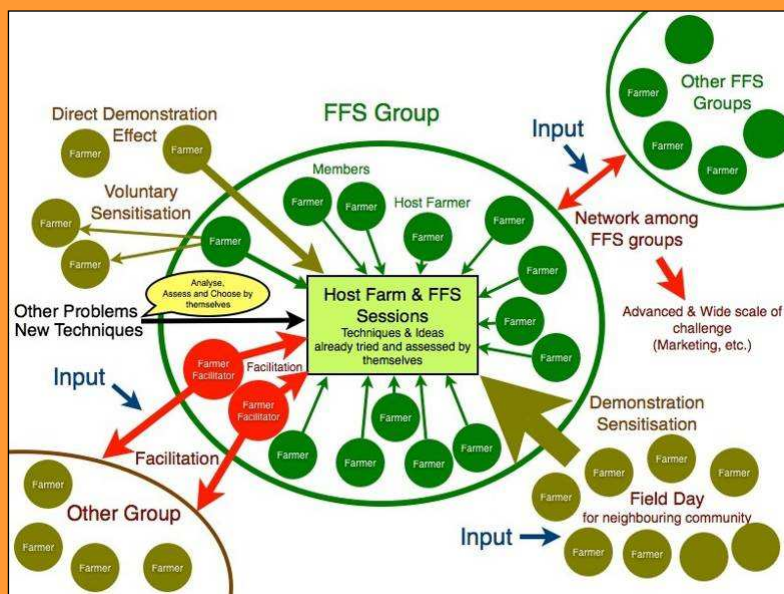 Direct Demonstration
Effect
Farmer
Farmer
Voluntary
Sensitisation
Farmer
Farmer
FFS Group
Members
Farmer
Farmer
Host Farmer
Farmer
Farmer
Farmer
Farmer
Farmer
Farmer
Other FFS
Groups
Farmer
Farmer
Farmer
Input
Network among
FFS groups
Advanced & Wide scale of
challenge
(Marketing, etc.)
Analyse,
Assess and Choose by
themselves
Other Problems
New Techniques
Host Farm & FFS
Sessions
Techniques & Ideas
already tried and assessed by
themselves
Farmer
Facilitator
Facilitation
Farmer
Facilitator
Input
Facilitation
Farmer
Farmer
Farmer
Farmer
Farmer
Other Group
Farmer
Farmer
Farmer
Farmer
Demonstration
Sensitisation
Farmer
Farmer
Farmer
Farmer
Field Day
for neighbouring community
Input
Farmer
Farmer